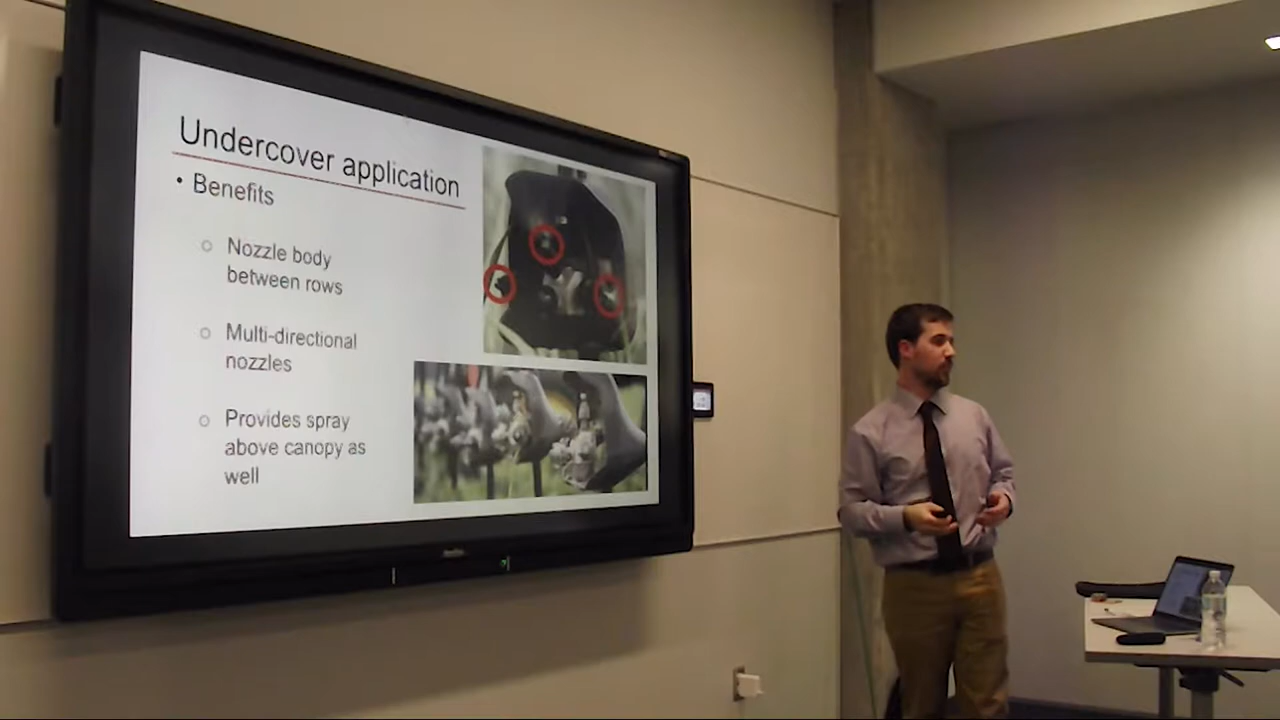 Undercover application
• Benefits
○ Nozzle body
between rows
○ Multi-directional
nozzles
○ Provides spray
above canopy as
well